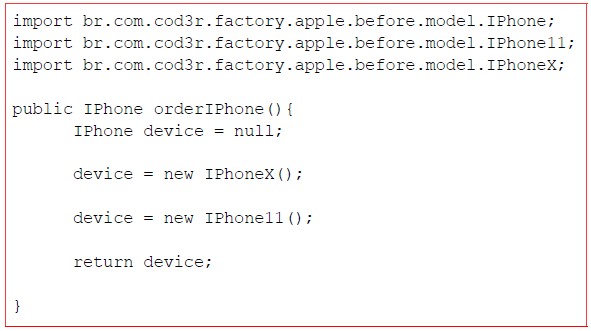 import br.com.cod3r.factory.apple.before.model.IPhone;
import br.com.cod3r.factory.apple.before.model.IPhone11;
import br.com.cod3r.factory.apple.before.model.IPhoneX;
public IPhone orderIPhone(){
IPhone device = null;
device = new IPhoneX();
device = new IPhone11();
return device;
}